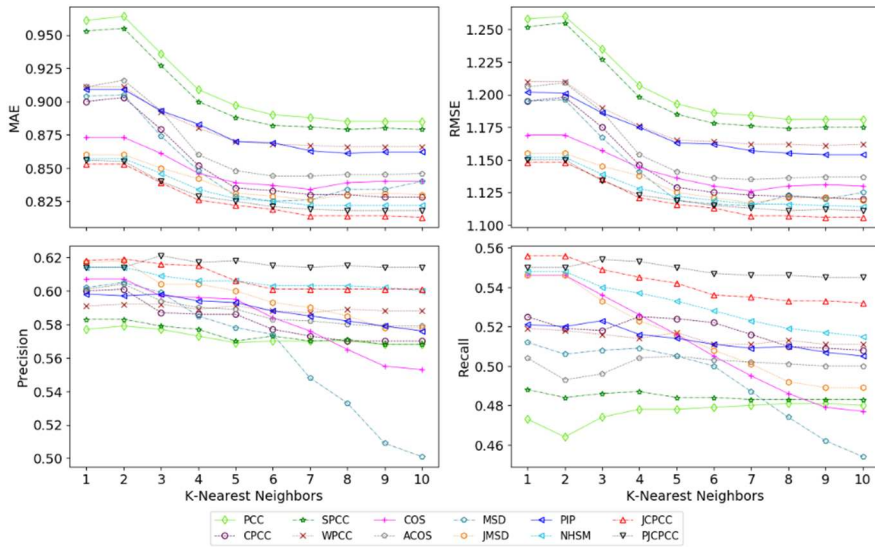 0.950
0.925
0.900
0.875
0.850
0.825
MAE
1.250
1.225
1.200
1.175
1.150
1.125
1.100
RMSE
0.62
0.60
0.58
0.56
0.54
0.52
0.50
Precision
1 2 3 4 5 6 7 8 9 10
K-Nearest Neighbors
0.56
0.54
0.52
0.50
0.48
0.46
Recall
1 2 3 4 5 6 7 8 9 10
K-Nearest Neighbors
PCC SPCC COS MSD PIP JCPCC
CPCC WPCC ACOS JMSD NHSM PJCPCC